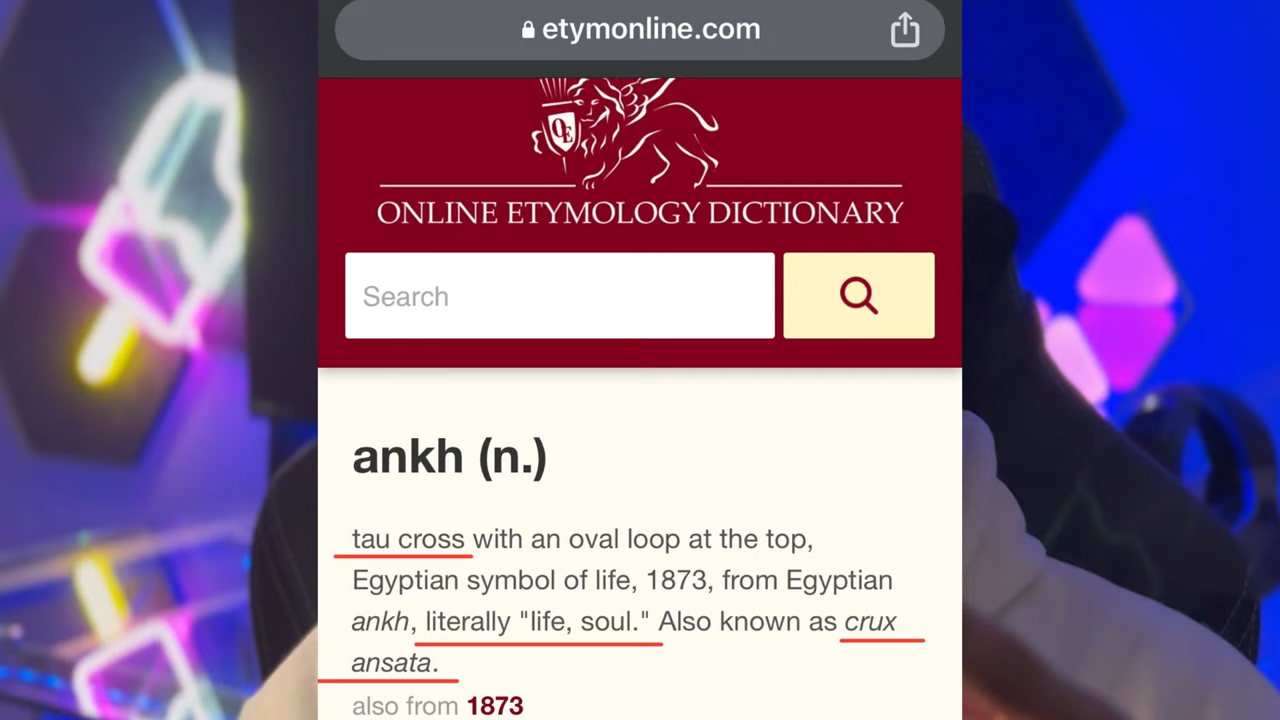 etymonline.com
OE
ONLINE ETYMOLOGY DICTIONARY
Search
ankh (n.)
tau cross with an oval loop at the top,
Egyptian symbol of life, 1873, from Egyptian
ankh, literally "life, soul." Also known as crux
ansata.
also from 1873